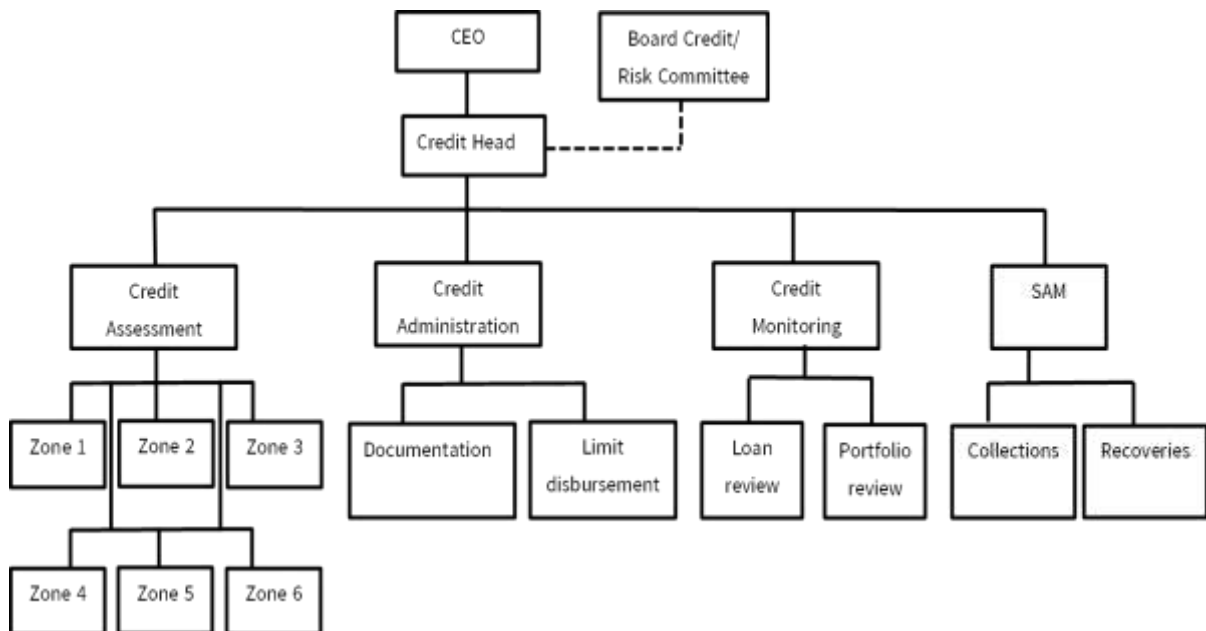 CEO
Board Credit/
Risk Committee
Credit Head
Credit
Assessment
Credit
Administration
Credit
Monitoring
SAM
Zone 1
Zone 2
Zone 3
Documentation
Limit
disbursement
Loan
review
Portfolio
review
Collections
Recoveries
Zone 4
Zone 5
Zone 6